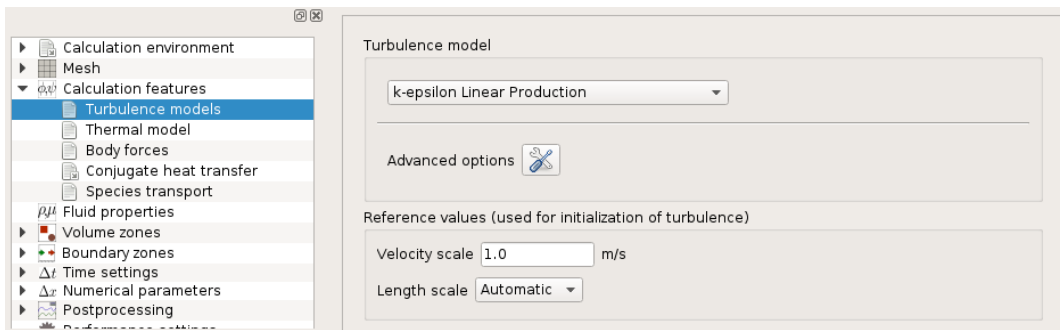 Calculation environment
Mesh
φ,ψ Calculation features
Turbulence models
Thermal model
Body forces
Conjugate heat transfer
Species transport
ρ,μ Fluid properties
Volume zones
Boundary zones
Δt Time settings
Δx Numerical parameters
Postprocessing
Turbulence model
k-epsilon Linear Production
Advanced options
Reference values (used for initialization of turbulence)
Velocity scale 1.0 m/s
Length scale Automatic